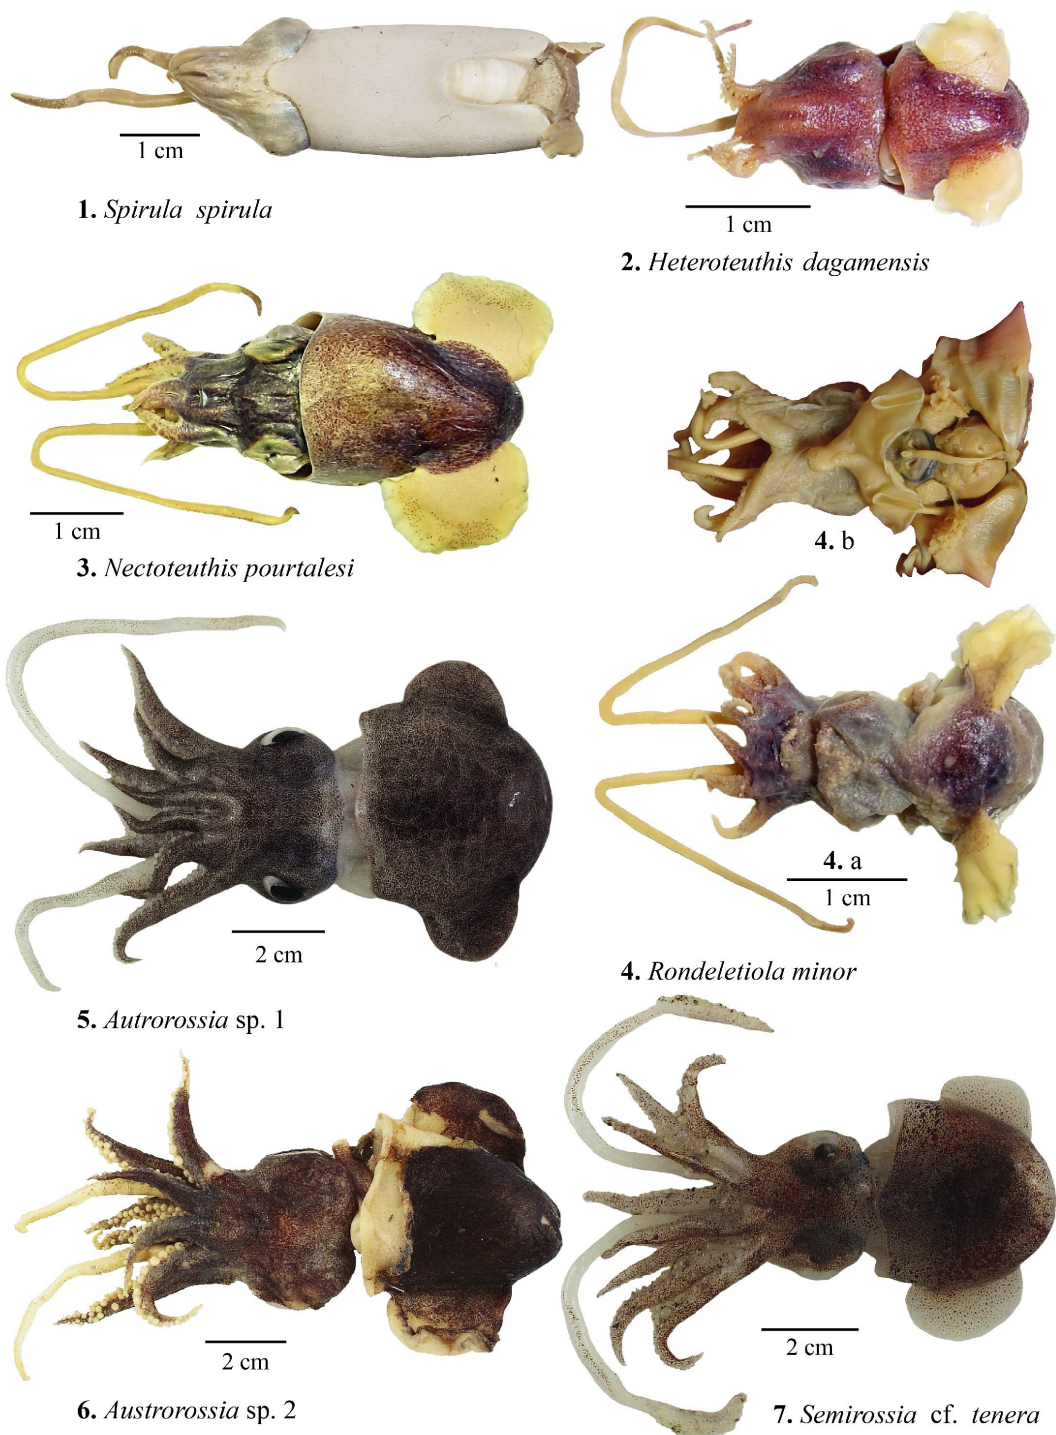 1 cm
1. Spirula spirula
1 cm
2. Heteroteuthis dagamensis
1 cm
3. Nectoteuthis pourtalesi
4. b
4. a
1 cm
4. Rondeletiola minor
2 cm
5. Autrorossia sp. 1
2 cm
6. Austrorossia sp. 2
2 cm
7. Semirossia cf. tenera